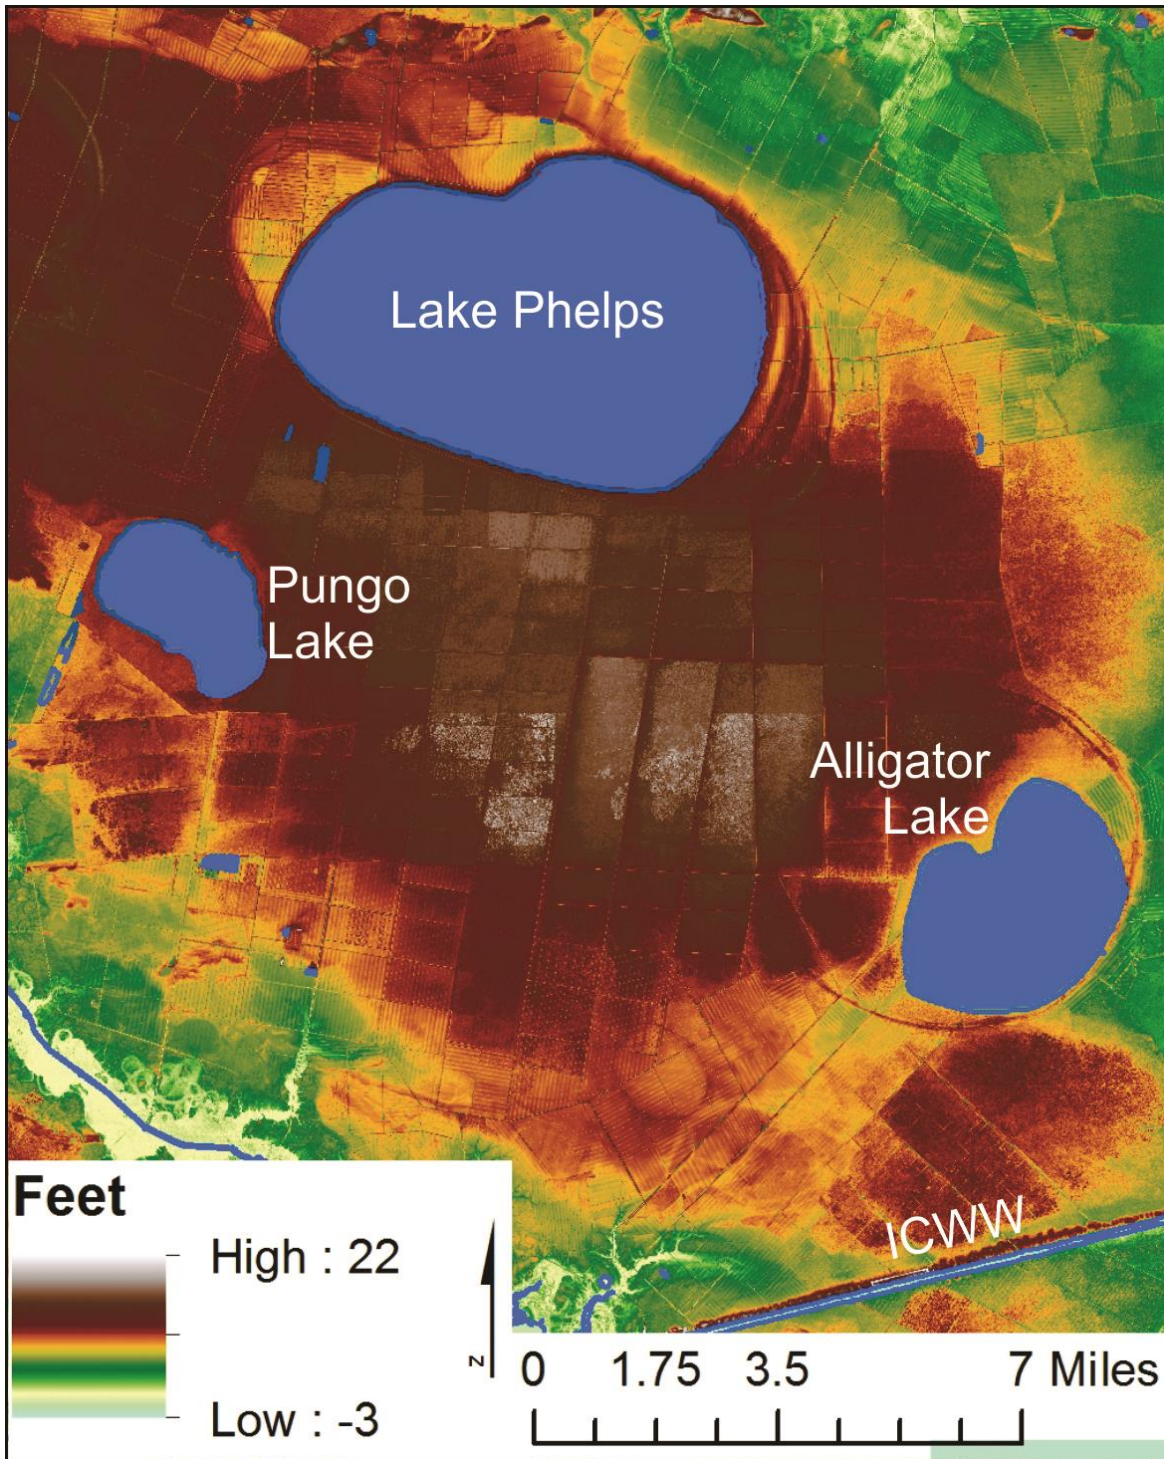 Lake Phelps
Pungo
Lake
Alligator
Lake
ICWW
Feet
High : 22
Low : -3
z
0 1.75 3.5 7 Miles